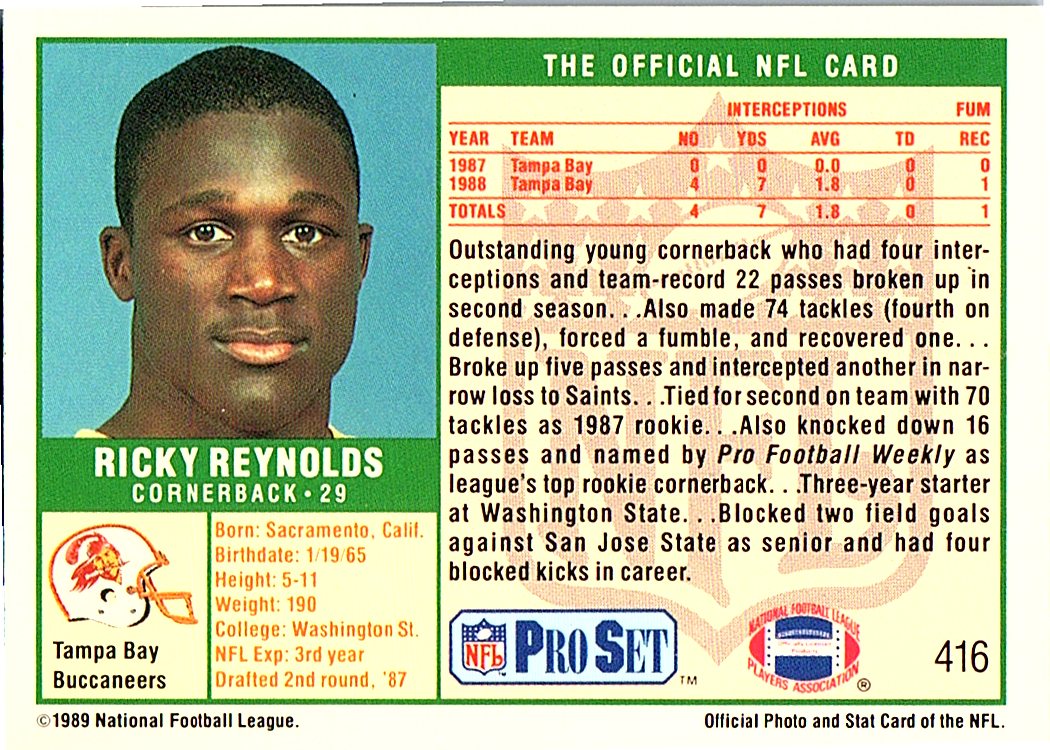 THE OFFICIAL NFL CARD
INTERCEPTIONS FUM
YEAR TEAM NO YDS AVG TD REC
1987 Tampa Bay 0 0 0.0 0 0
1988 Tampa Bay 4 7 1.8 0 1
TOTALS 4 7 1.8 0 1
Outstanding young cornerback who had four inter-
ceptions and team-record 22 passes broken up in
second season. . .Also made 74 tackles (fourth on
defense), forced a fumble, and recovered one. . .
Broke up five passes and intercepted another in nar-
row loss to Saints. . .Tied for second on team with 70
tackles as 1987 rookie. . .Also knocked down 16
passes and named by Pro Football Weekly as
league's top rookie cornerback. . .Three-year starter
at Washington State. . .Blocked two field goals
against San Jose State as senior and had four
blocked kicks in career.
RICKY REYNOLDS
CORNERBACK • 29
Born: Sacramento, Calif.
Birthdate: 1/19/65
Height: 5-11
Weight: 190
College: Washington St.
NFL Exp: 3rd year
Drafted 2nd round, '87
Tampa Bay
Buccaneers
NFL PRO SET ™
NATIONAL FOOTBALL LEAGUE
Officially Licensed
Product
PLAYERS ASSOCIATION ®
416
©1989 National Football League.
Official Photo and Stat Card of the NFL.